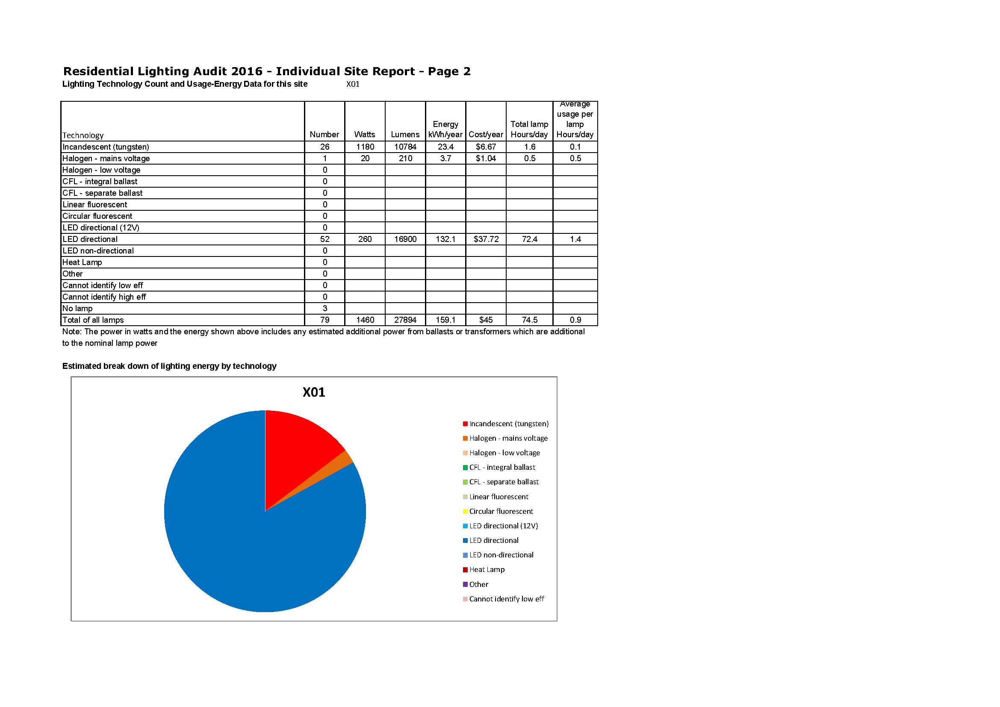 Residential Lighting Audit 2016 - Individual Site Report - Page 2
Lighting Technology Count and Usage-Energy Data for this site X01
Technology Number Watts Lumens Energy kWh/year Cost/year Total lamp Hours/day Average usage per lamp Hours/day
Incandescent (tungsten) 26 1180 10784 23.4 $6.67 1.6 0.1
Halogen - mains voltage 1 20 210 3.7 $1.04 0.5 0.5
Halogen - low voltage 0
CFL - integral ballast 0
CFL - separate ballast 0
Linear fluorescent 0
Circular fluorescent 0
LED directional (12V) 0
LED directional 52 260 16900 132.1 $37.72 72.4 1.4
LED non-directional 0
Heat Lamp 0
Other 0
Cannot identify low eff 0
Cannot identify high eff 0
No lamp 3
Total of all lamps 79 1460 27894 159.1 $45 74.5 0.9
Note: The power in watts and the energy shown above includes any estimated additional power from ballasts or transformers which are additional
to the nominal lamp power
Estimated break down of lighting energy by technology
X01
Incandescent (tungsten)
Halogen - mains voltage
Halogen - low voltage
CFL - integral ballast
CFL - separate ballast
Linear fluorescent
Circular fluorescent
LED directional (12V)
LED directional
LED non-directional
Heat Lamp
Other
Cannot identify low eff